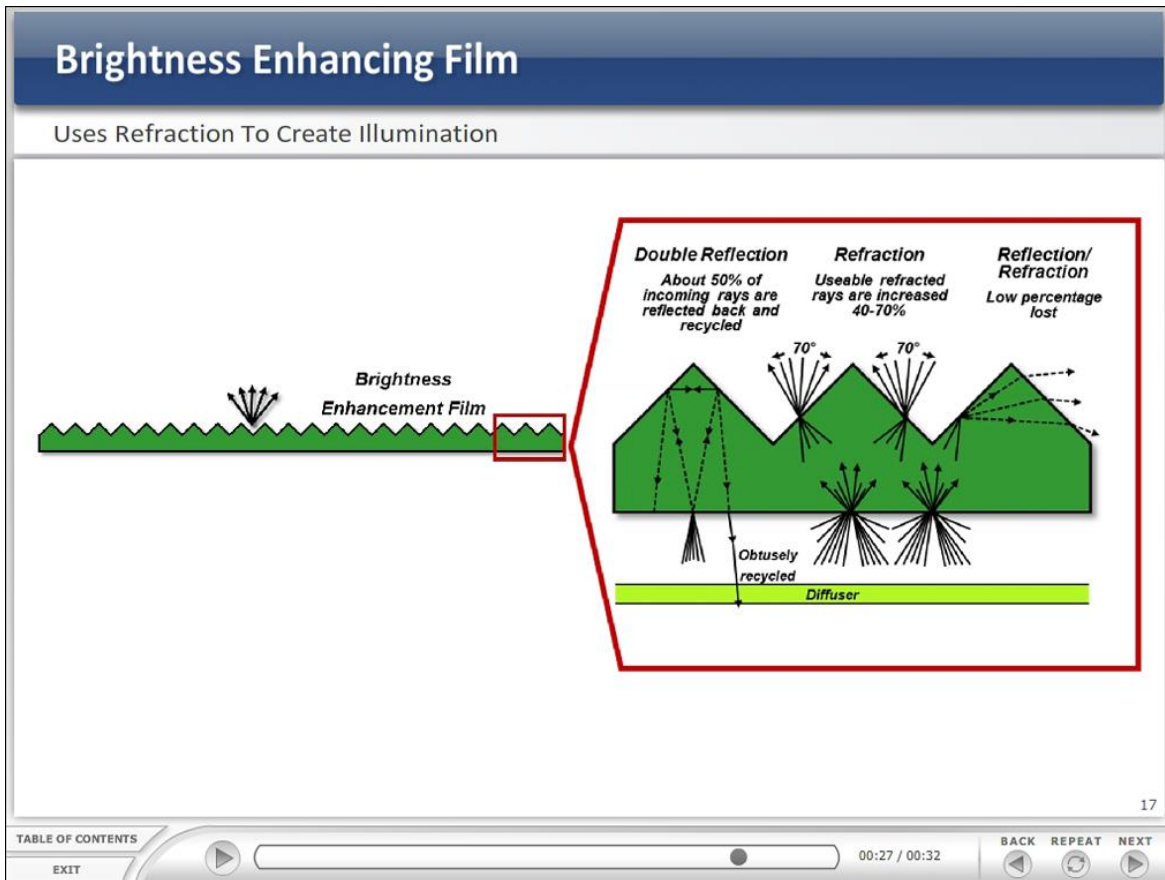 Brightness Enhancing Film
Uses Refraction To Create Illumination
Brightness
Enhancement Film
Double Reflection
About 50% of
incoming rays are
reflected back and
recycled
Refraction
Useable refracted
rays are increased
40-70%
Reflection/
Refraction
Low percentage
lost
70°
70°
Obtusely
recycled
Diffuser
17
TABLE OF CONTENTS
EXIT
00:27 / 00:32
BACK
REPEAT
NEXT